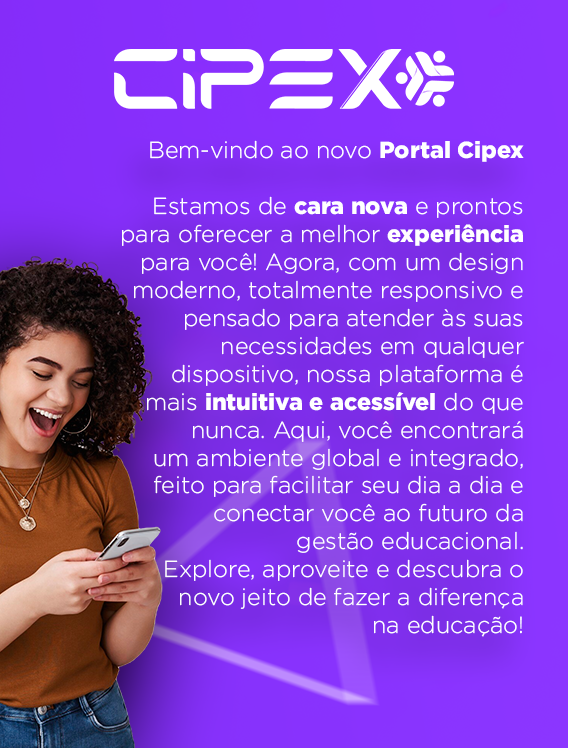 CIPEX
Bem-vindo ao novo Portal Cipex
Estamos de cara nova e prontos
para oferecer a melhor experiência
para você! Agora, com um design
moderno, totalmente responsivo e
pensado para atender às suas
necessidades em qualquer
dispositivo, nossa plataforma é
mais intuitiva e acessível do que
nunca. Aqui, você encontrará
um ambiente global e integrado,
feito para facilitar seu dia a dia e
conectar você ao futuro da
gestão educacional.
Explore, aproveite e descubra o
novo jeito de fazer a diferença
na educação!